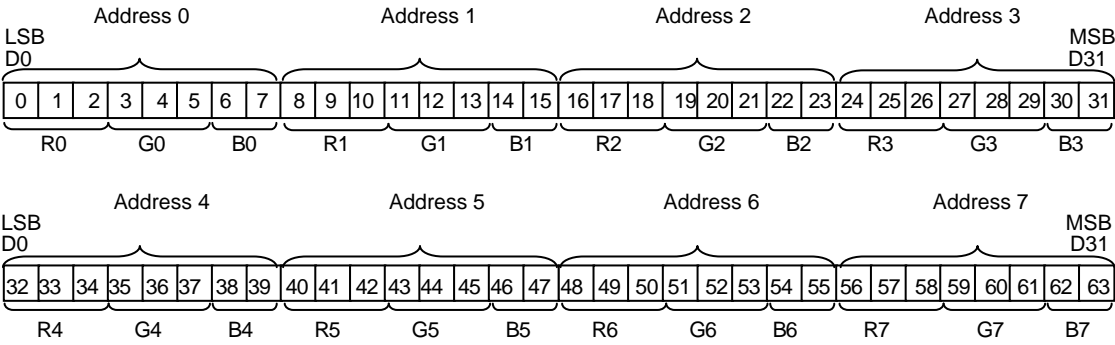 Address 0 Address 1 Address 2 Address 3
LSB MSB
D0 D31
0 1 2 3 4 5 6 7 8 9 10 11 12 13 14 15 16 17 18 19 20 21 22 23 24 25 26 27 28 29 30 31
R0 G0 B0 R1 G1 B1 R2 G2 B2 R3 G3 B3
Address 4 Address 5 Address 6 Address 7
LSB MSB
D0 D31
32 33 34 35 36 37 38 39 40 41 42 43 44 45 46 47 48 49 50 51 52 53 54 55 56 57 58 59 60 61 62 63
R4 G4 B4 R5 G5 B5 R6 G6 B6 R7 G7 B7